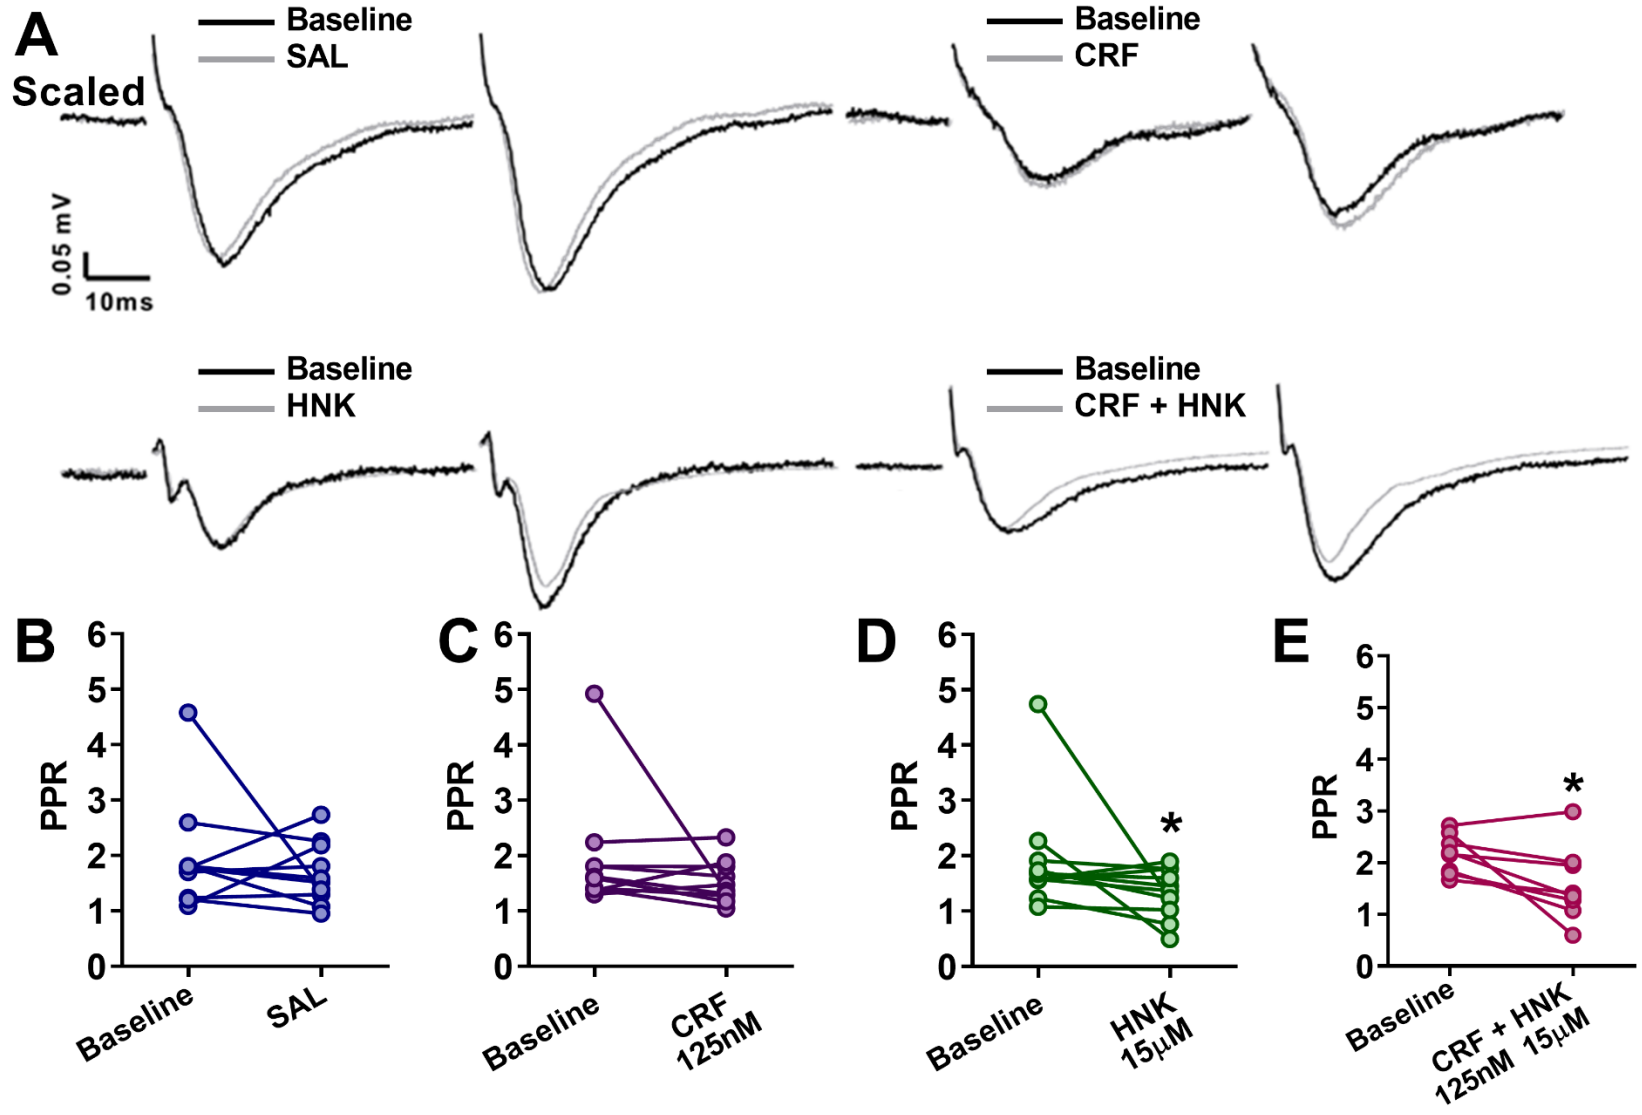 A
Baseline
SAL
Baseline
CRF
Scaled
0.05 mV
10ms
Baseline
HNK
Baseline
CRF + HNK
B
6
5
4
3
2
1
0
PPR
Baseline
SAL
C
6
5
4
3
2
1
0
PPR
Baseline
CRF
125nM
D
6
5
4
3
2
1
0
PPR
*
Baseline
HNK
15μM
E
6
5
4
3
2
1
0
PPR
*
Baseline
CRF + HNK
125nM 15μM